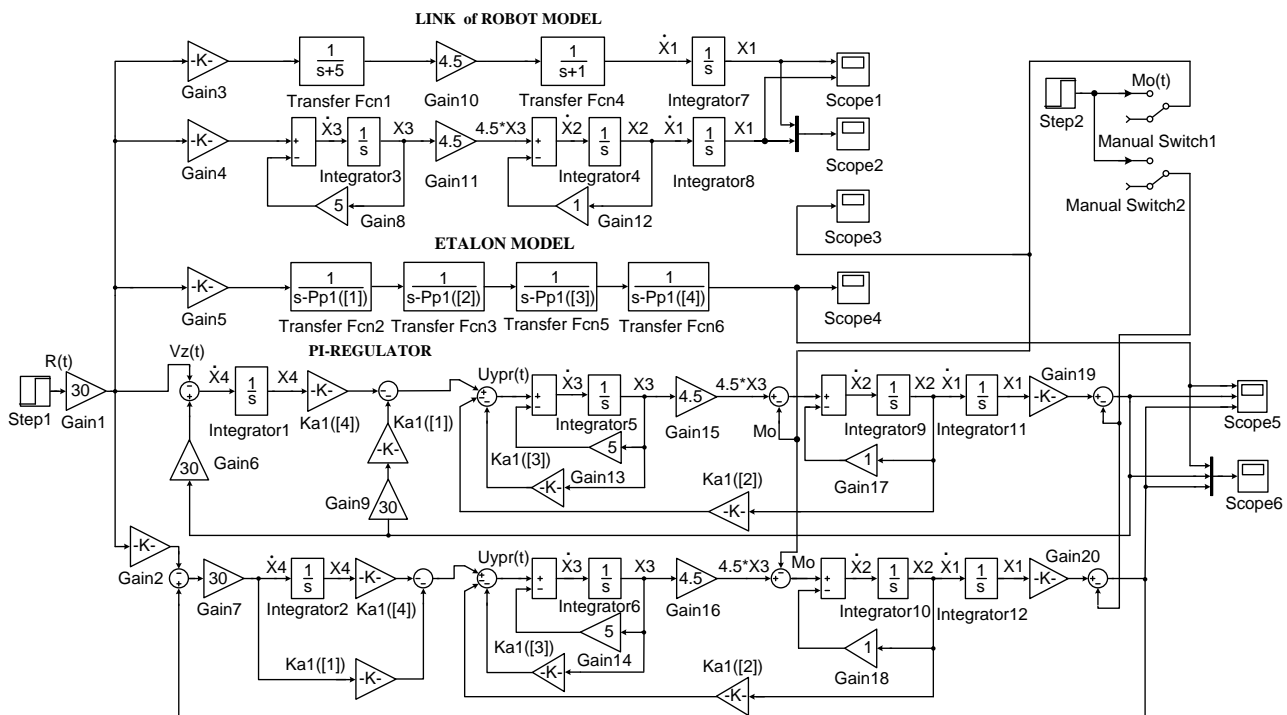 LINK of ROBOT MODEL
-K-
Gain3
1
s+5
Transfer Fcn1
4.5
Gain10
1
s+1
Transfer Fcn4
Ẋ1
1
s
Integrator7
X1
Scope1
Step2
Mo(t)
Manual Switch1
Manual Switch2
-K-
Gain4
+
−
Ẋ3
1
s
X3
Integrator3
5
Gain8
4.5
Gain11
4.5*X3
+
−
Ẋ2
1
s
X2
Integrator4
1
Gain12
Ẋ1
1
s
X1
Integrator8
Scope2
Scope3
ETALON MODEL
-K-
Gain5
1
s-Pp1([1])
Transfer Fcn2
1
s-Pp1([2])
Transfer Fcn3
1
s-Pp1([3])
Transfer Fcn5
1
s-Pp1([4])
Transfer Fcn6
Scope4
PI-REGULATOR
Step1
R(t)
30
Gain1
Vz(t)
−
+
Ẋ4
1
s
X4
Integrator1
-K-
Ka1([4])
−
Ka1([1])
-K-
30
Gain6
30
Gain9
Uypr(t)
+
−
−
+
−
Ẋ3
1
s
X3
Integrator5
5
Gain13
Ka1([3])
-K-
4.5
Gain15
4.5*X3
+
−
Mo
+
−
Ẋ2
1
s
X2
Integrator9
1
Gain17
Ka1([2])
-K-
Ẋ1
1
s
X1
Integrator11
Gain19
-K-
+
−
Scope5
Scope6
-K-
Gain2
−
+
30
Gain7
Ẋ4
1
s
X4
Integrator2
-K-
Ka1([4])
−
Ka1([1])
-K-
Uypr(t)
+
−
−
+
−
Ẋ3
1
s
X3
Integrator6
5
Gain14
Ka1([3])
-K-
4.5
Gain16
4.5*X3
−
+
Mo
+
−
Ẋ2
1
s
X2
Integrator10
1
Gain18
Ka1([2])
-K-
Ẋ1
1
s
X1
Integrator12
Gain20
-K-
+
−